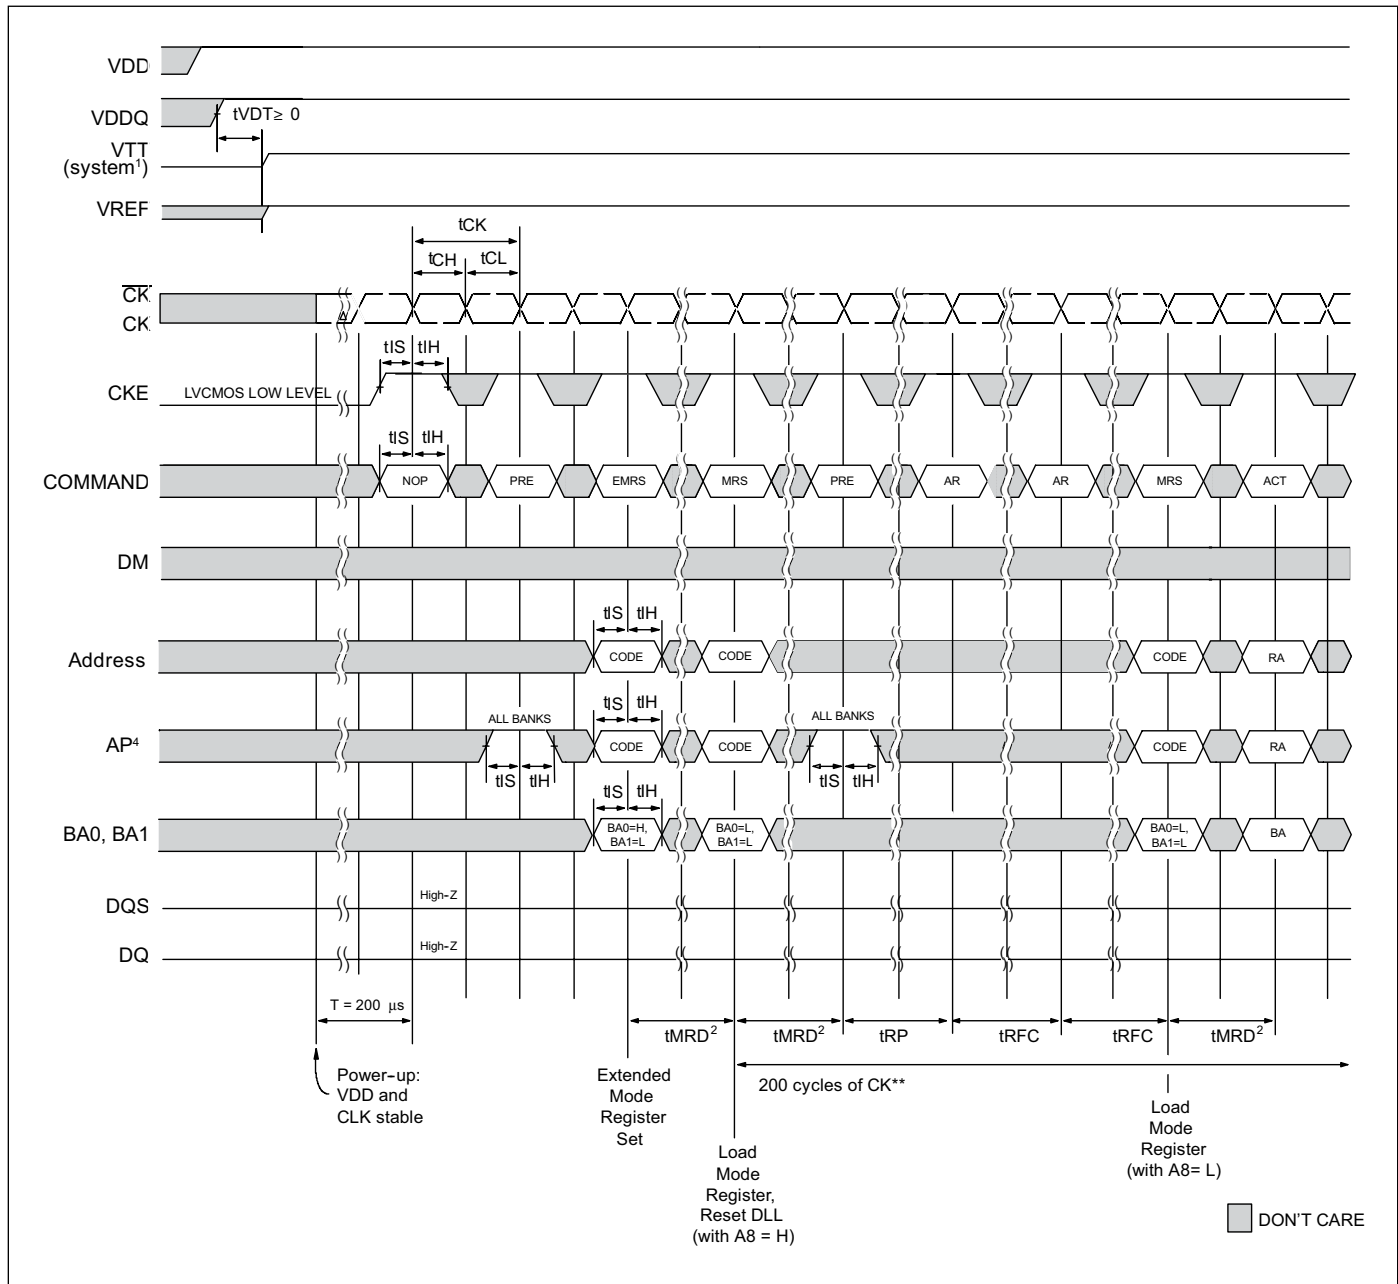 VDD
VDDQ
tVDT≥ 0
VTT
(system¹)
VREF
tCK
tCH
tCL
CK
CK
tIS
tIH
CKE
LVCMOS LOW LEVEL
tIS
tIH
COMMAND
NOP
PRE
EMRS
MRS
PRE
AR
AR
MRS
ACT
DM
tIS
tIH
Address
CODE
CODE
CODE
RA
ALL BANKS
tIS
tIH
ALL BANKS
AP⁴
CODE
CODE
CODE
RA
tIS
tIH
tIS
tIH
tIS
tIH
BA0, BA1
BA0=H,
BA1=L
BA0=L,
BA1=L
BA0=L,
BA1=L
BA
DQS
High-Z
DQ
High-Z
T = 200 µs
tMRD²
tMRD²
tRP
tRFC
tRFC
tMRD²
Power-up:
VDD and
CLK stable
Extended
Mode
Register
Set
200 cycles of CK**
Load
Mode
Register,
Reset DLL
(with A8 = H)
Load
Mode
Register
(with A8= L)
DON'T CARE